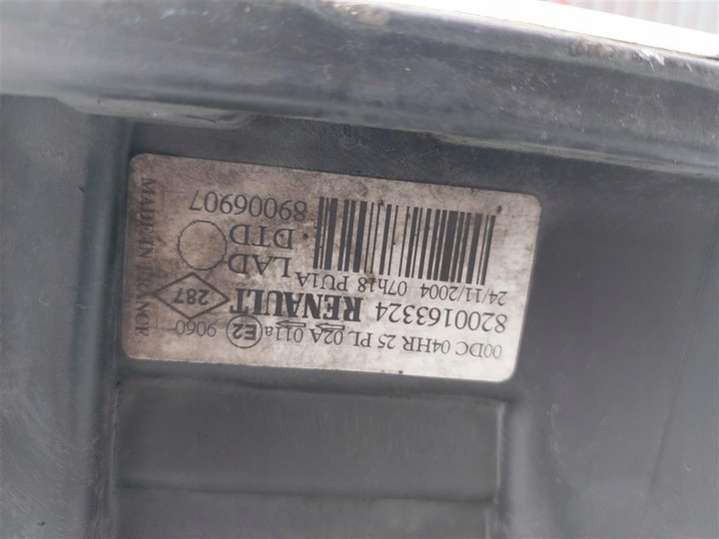 00DC 04HR 25 PL 02A 011a E2 9060
8200163324 RENAULT 287
24/11/2004 07h18 PU1A LAD
DTD
89006907
MADE IN FRANCE